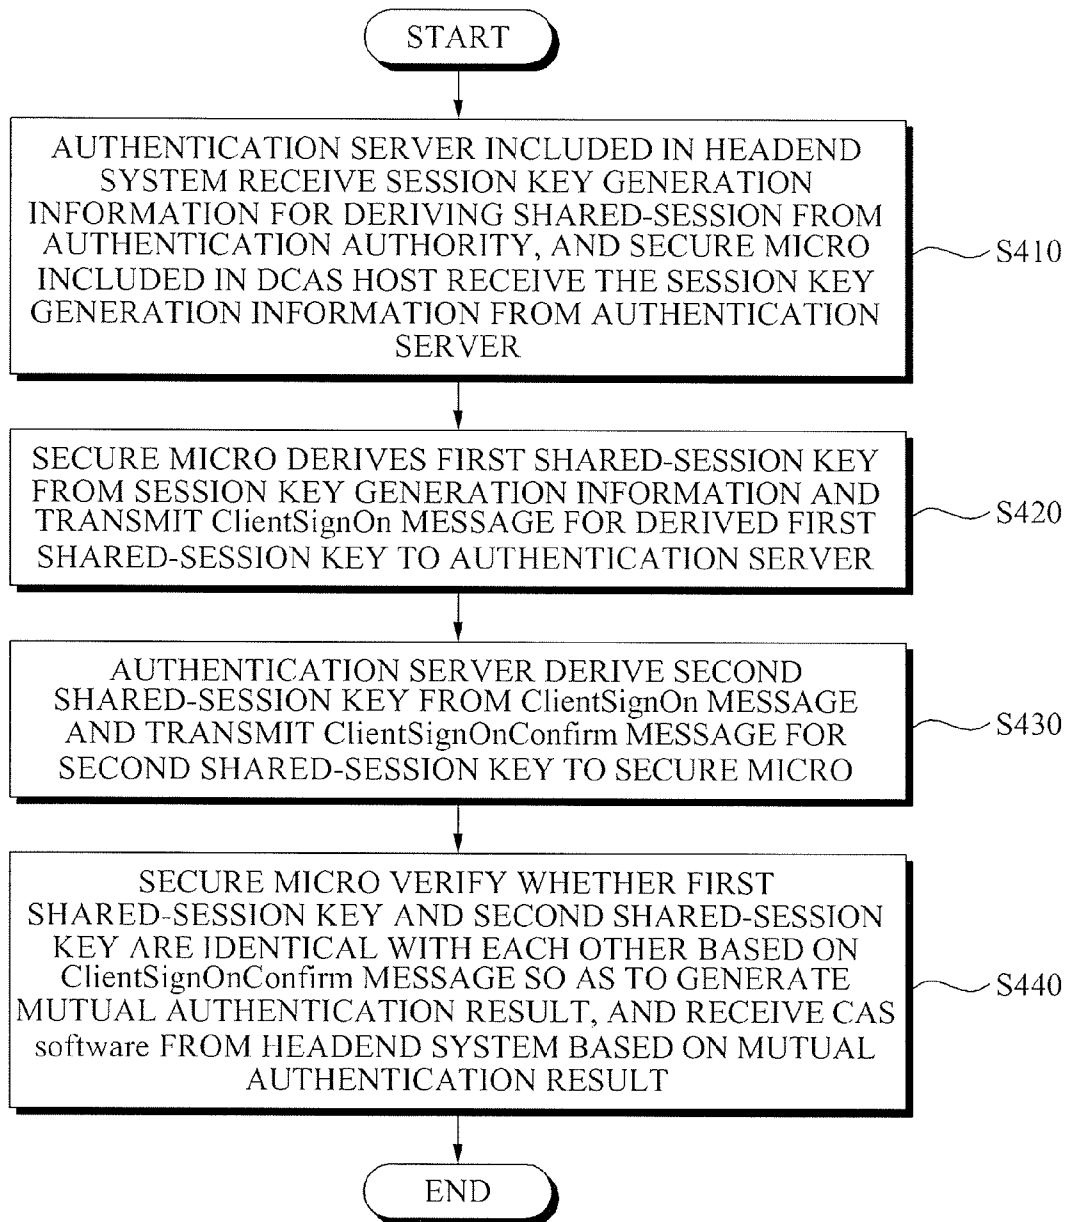 START
AUTHENTICATION SERVER INCLUDED IN HEADEND
SYSTEM RECEIVE SESSION KEY GENERATION
INFORMATION FOR DERIVING SHARED-SESSION FROM
AUTHENTICATION AUTHORITY, AND SECURE MICRO
INCLUDED IN DCAS HOST RECEIVE THE SESSION KEY
GENERATION INFORMATION FROM AUTHENTICATION
SERVER
S410
SECURE MICRO DERIVES FIRST SHARED-SESSION KEY
FROM SESSION KEY GENERATION INFORMATION AND
TRANSMIT ClientSignOn MESSAGE FOR DERIVED FIRST
SHARED-SESSION KEY TO AUTHENTICATION SERVER
S420
AUTHENTICATION SERVER DERIVE SECOND
SHARED-SESSION KEY FROM ClientSignOn MESSAGE
AND TRANSMIT ClientSignOnConfirm MESSAGE FOR
SECOND SHARED-SESSION KEY TO SECURE MICRO
S430
SECURE MICRO VERIFY WHETHER FIRST
SHARED-SESSION KEY AND SECOND SHARED-SESSION
KEY ARE IDENTICAL WITH EACH OTHER BASED ON
ClientSignOnConfirm MESSAGE SO AS TO GENERATE
MUTUAL AUTHENTICATION RESULT, AND RECEIVE CAS
software FROM HEADEND SYSTEM BASED ON MUTUAL
AUTHENTICATION RESULT
S440
END